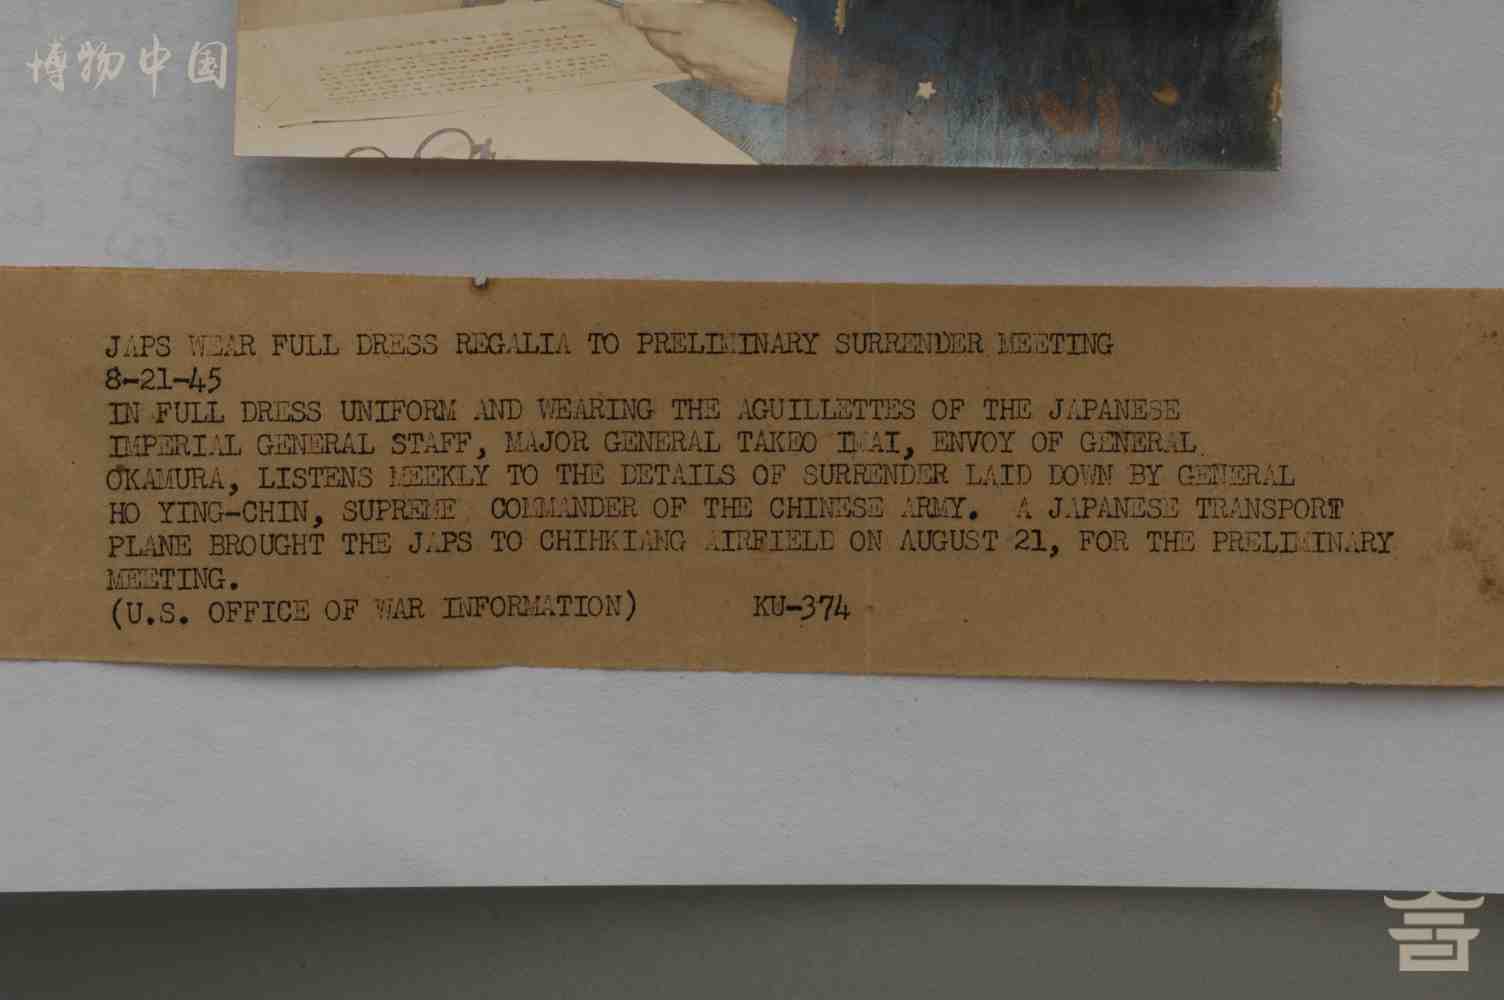 博物中国
JAPS WEAR FULL DRESS REGALIA TO PRELIMINARY SURRENDER MEETING
8-21-45
IN FULL DRESS UNIFORM AND WEARING THE AGUILLETTES OF THE JAPANESE
IMPERIAL GENERAL STAFF, MAJOR GENERAL TAKEO IMAI, ENVOY OF GENERAL
OKAMURA, LISTENS MEEKLY TO THE DETAILS OF SURRENDER LAID DOWN BY GENERAL
HO YING-CHIN, SUPREME COMMANDER OF THE CHINESE ARMY. A JAPANESE TRANSPORT
PLANE BROUGHT THE JAPS TO CHIHKIANG AIRFIELD ON AUGUST 21, FOR THE PRELIMINARY
MEETING.
(U.S. OFFICE OF WAR INFORMATION) KU-374